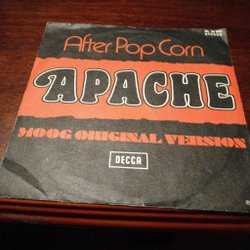 After Pop Corn
APACHE
MOOG ORIGINAL VERSION
DECCA